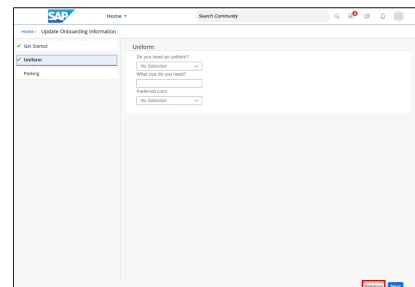 SAP
Home
Search Community
Home / Update Onboarding Information
Get Started
Uniform
Parking
Uniform:
Do you need an uniform?
No Selection
What size do you need?
Preferred color
No Selection
Previous
Next